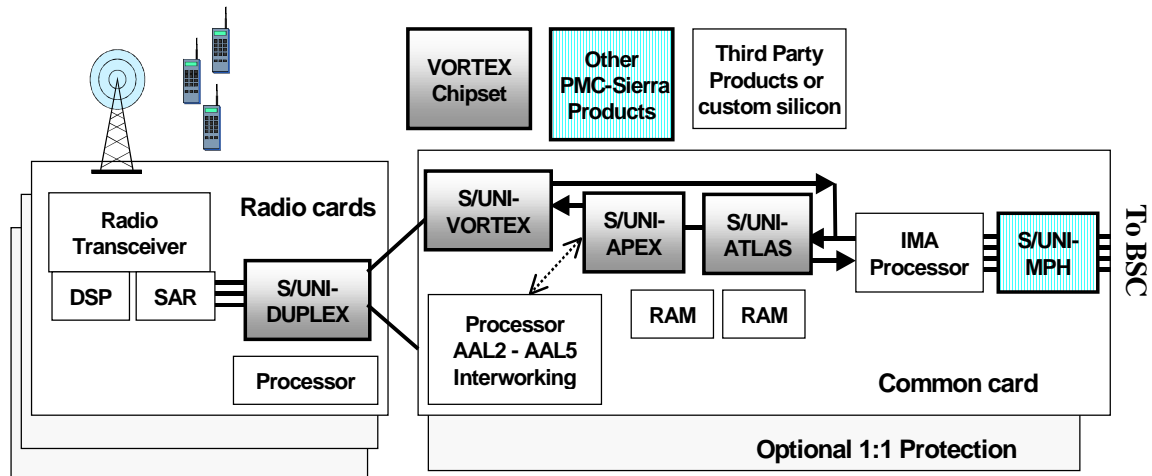 VORTEX
Chipset
Other
PMC-Sierra
Products
Third Party
Products or
custom silicon
Radio cards
Radio
Transceiver
DSP
SAR
S/UNI-
DUPLEX
Processor
S/UNI-
VORTEX
S/UNI-
APEX
S/UNI-
ATLAS
IMA
Processor
S/UNI-
MPH
To BSC
Processor
AAL2 - AAL5
Interworking
RAM
RAM
Common card
Optional 1:1 Protection